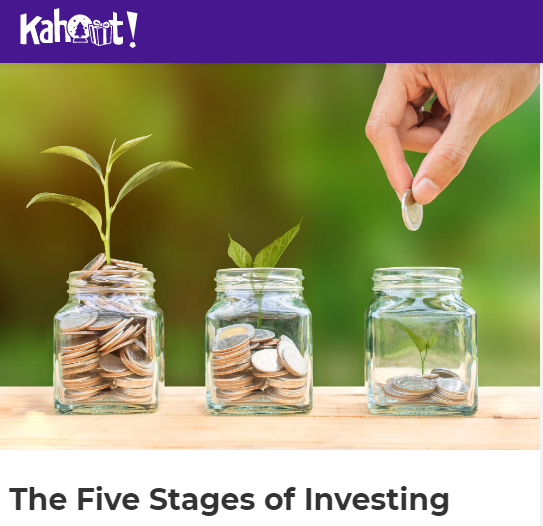 Kahoot!
The Five Stages of Investing